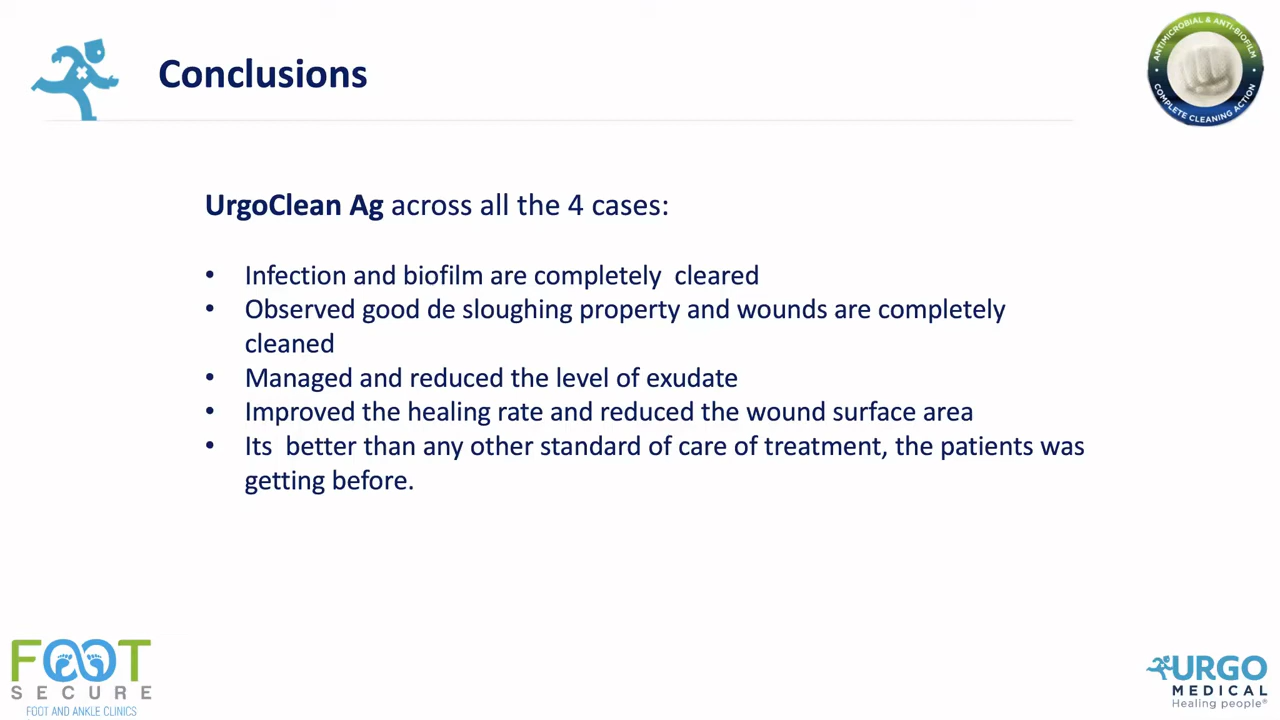 Conclusions
ANTIMICROBIAL & ANTI-BIOFILM
COMPLETE CLEANING ACTION
UrgoClean Ag across all the 4 cases:
• Infection and biofilm are completely  cleared
• Observed good de sloughing property and wounds are completely
cleaned
• Managed and reduced the level of exudate
• Improved the healing rate and reduced the wound surface area
• Its  better than any other standard of care of treatment, the patients was
getting before.
FOOT
SECURE
FOOT AND ANKLE CLINICS
URGO
MEDICAL
Healing people®